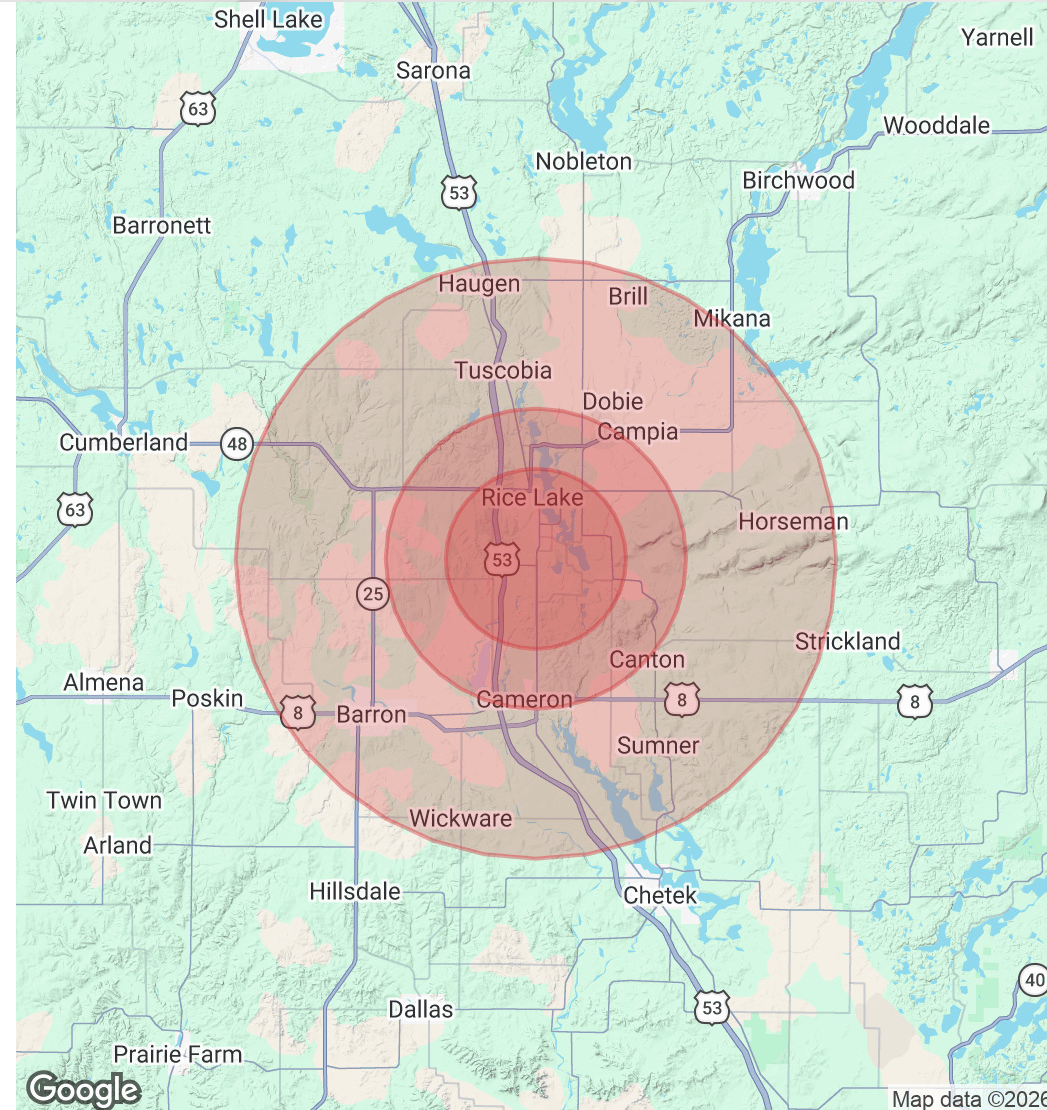 Shell Lake
Yarnell
Sarona
63
Wooddale
Nobleton
Birchwood
53
Barronett
Haugen
Brill
Mikana
Tuscobia
Dobie
Campia
Cumberland
48
Rice Lake
63
Horseman
53
25
Strickland
Canton
Almena
Poskin
Cameron
8
8
8
Barron
Sumner
Twin Town
Wickware
Arland
Hillsdale
Chetek
40
Dallas
53
Prairie Farm
Google
Map data ©2026